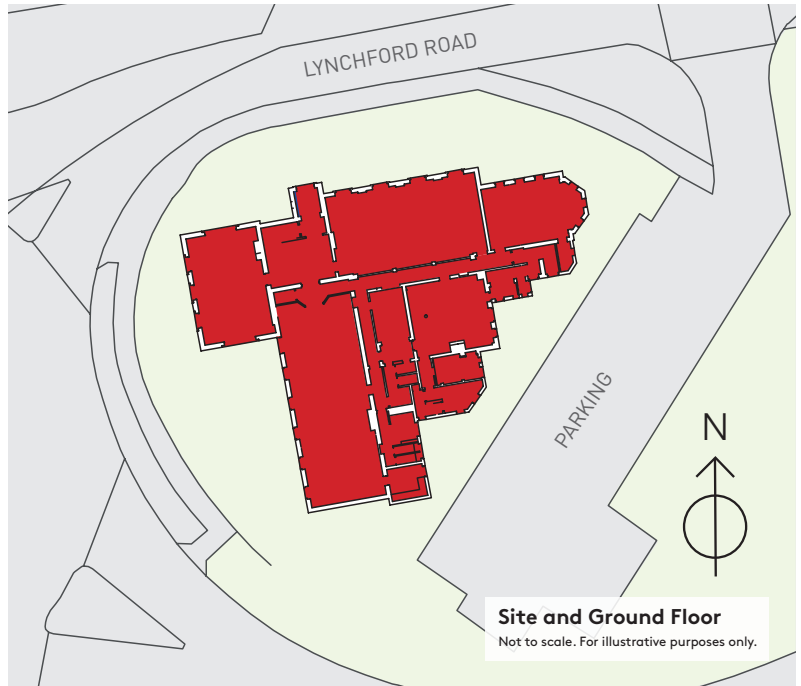 LYNCHFORD ROAD
PARKING
N
Site and Ground Floor
Not to scale. For illustrative purposes only.